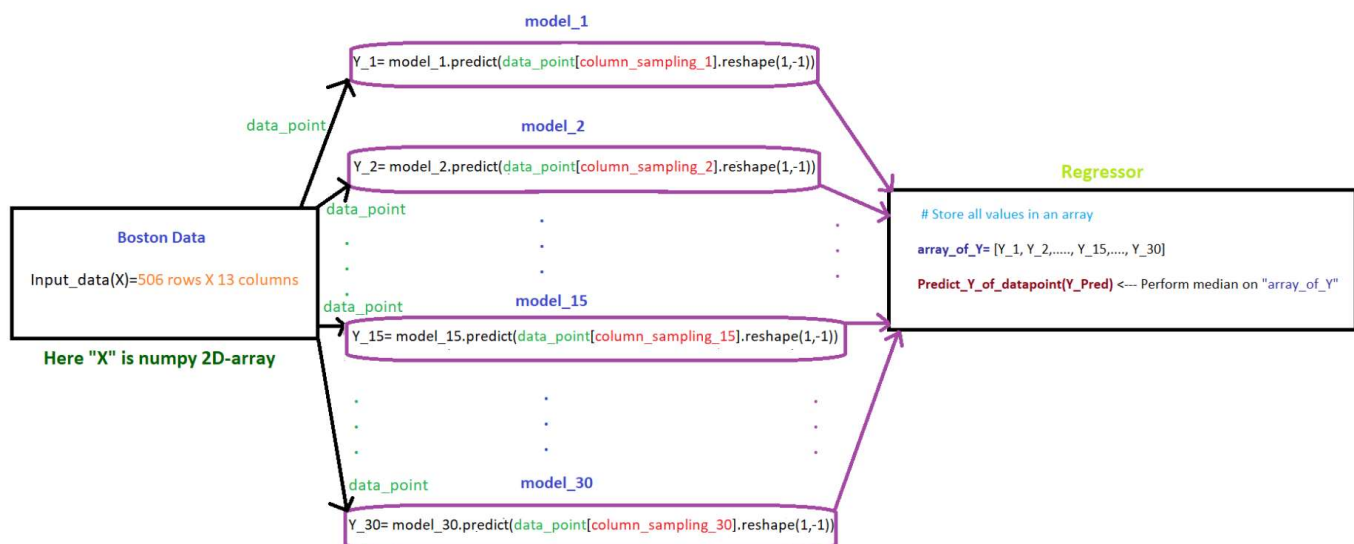 model_1
Y_1= model_1.predict(data_point[column_sampling_1].reshape(1,-1))
data_point
model_2
Y_2= model_2.predict(data_point[column_sampling_2].reshape(1,-1))
data_point
Boston Data
Input_data(X)=506 rows X 13 columns
Here "X" is numpy 2D-array
data_point
model_15
Y_15= model_15.predict(data_point[column_sampling_15].reshape(1,-1))
data_point
model_30
Y_30= model_30.predict(data_point[column_sampling_30].reshape(1,-1))
Regressor
# Store all values in an array
array_of_Y= [Y_1, Y_2,....., Y_15,...., Y_30]
Predict_Y_of_datapoint(Y_Pred) <--- Perform median on "array_of_Y"